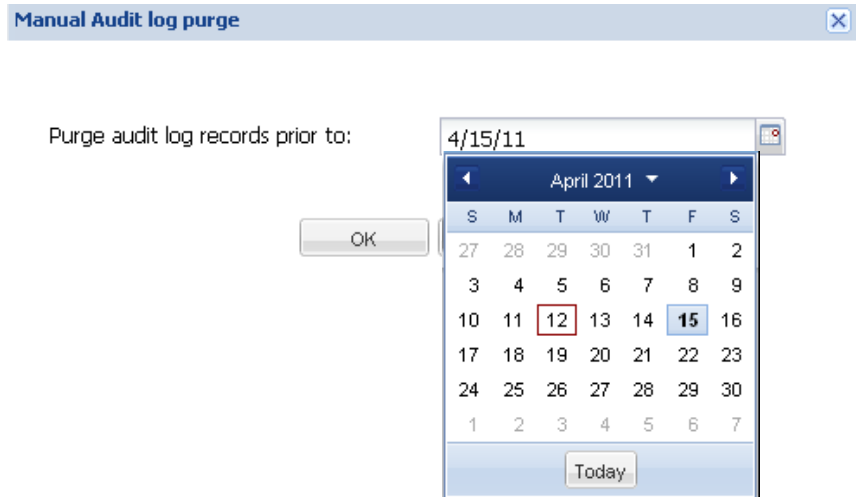 Manual Audit log purge
Purge audit log records prior to:
4/15/11
April 2011
S M T W T F S
27 28 29 30 31 1 2
3 4 5 6 7 8 9
10 11 12 13 14 15 16
17 18 19 20 21 22 23
24 25 26 27 28 29 30
1 2 3 4 5 6 7
Today
OK